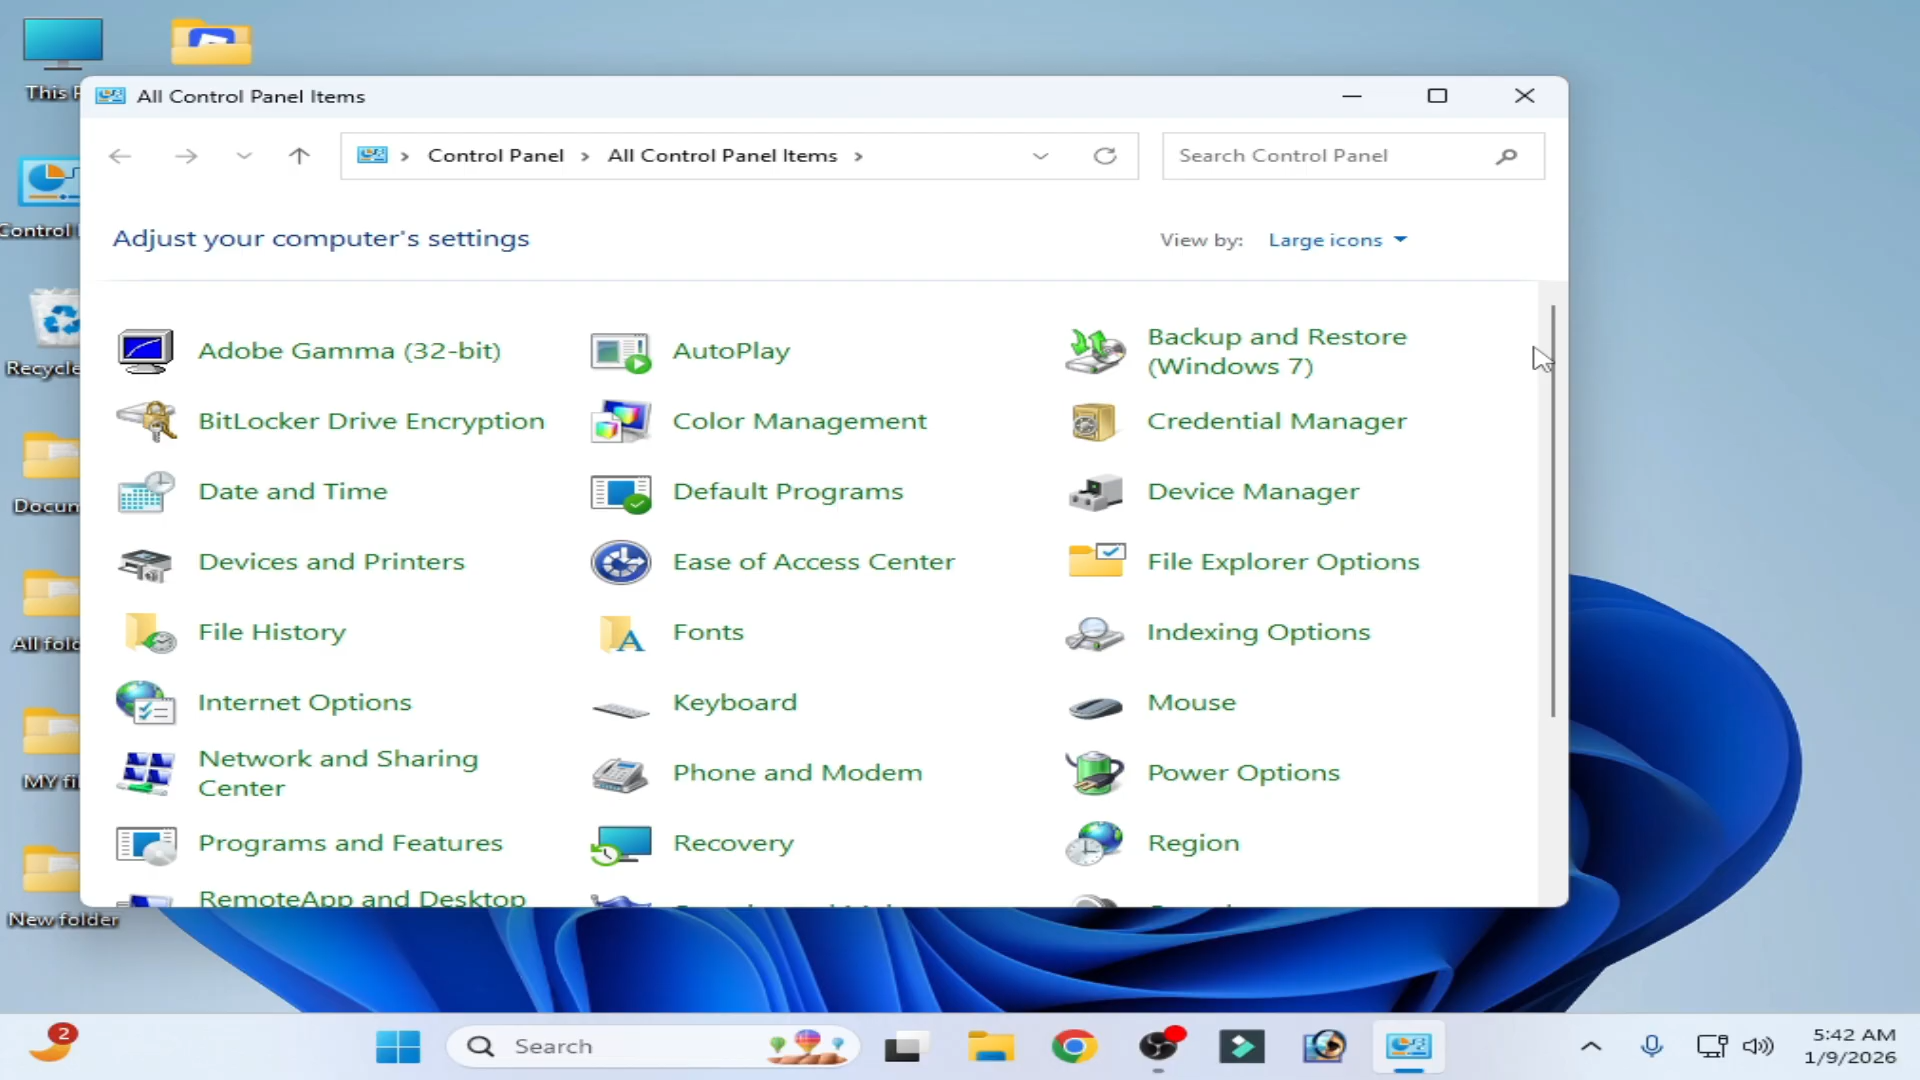 This P
All Control Panel Items
Control Panel
All Control Panel Items
Search Control Panel
Control
Adjust your computer's settings
View by:
Large icons
Adobe Gamma (32-bit)
AutoPlay
Backup and Restore
(Windows 7)
Recycle
BitLocker Drive Encryption
Color Management
Credential Manager
Date and Time
Default Programs
Device Manager
Docum
Devices and Printers
Ease of Access Center
File Explorer Options
File History
Fonts
Indexing Options
All fold
Internet Options
Keyboard
Mouse
Network and Sharing
Center
Phone and Modem
Power Options
MY fi
Programs and Features
Recovery
Region
RemoteApp and Desktop
New folder
2
Search
5:42 AM
1/9/2026